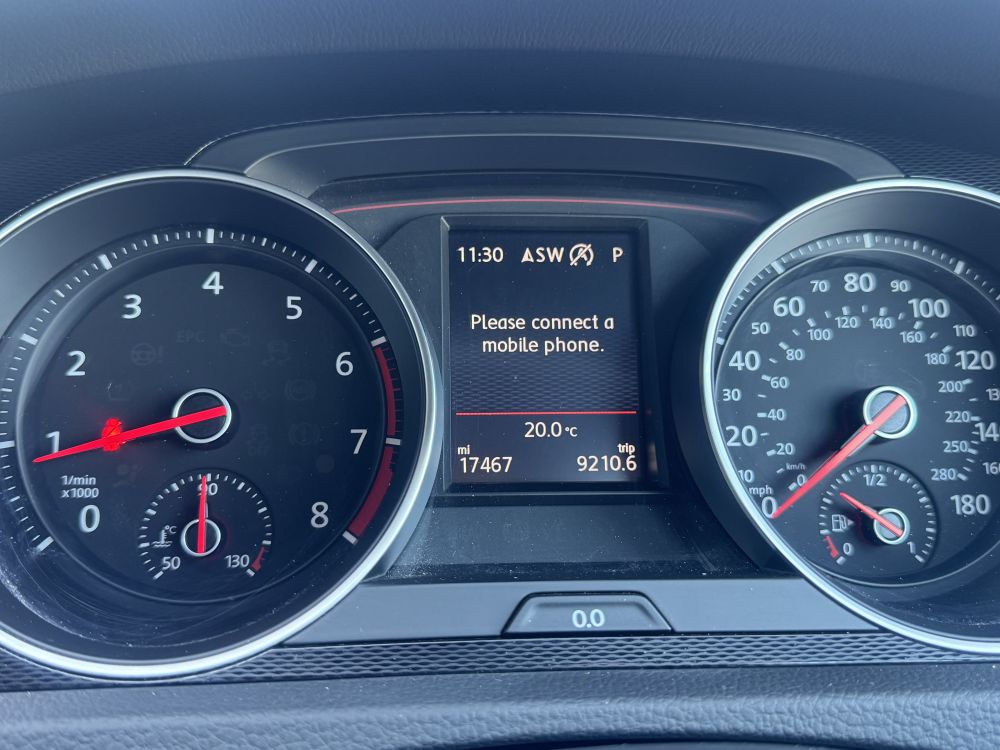 11:30 ASW P
Please connect a
mobile phone.
20.0 °C
mi trip
17467 9210.6
0 1 2 3 4 5 6 7 8
1/min
x1000
EPC
°C
50 90 130
0 10 20 30 40 50 60 70 80 90 100 110 120 14 160 180
mph
km/h
0 20 40 60 80 100 120 140 160 180 200 220 250 280
0 1/2 1
0.0